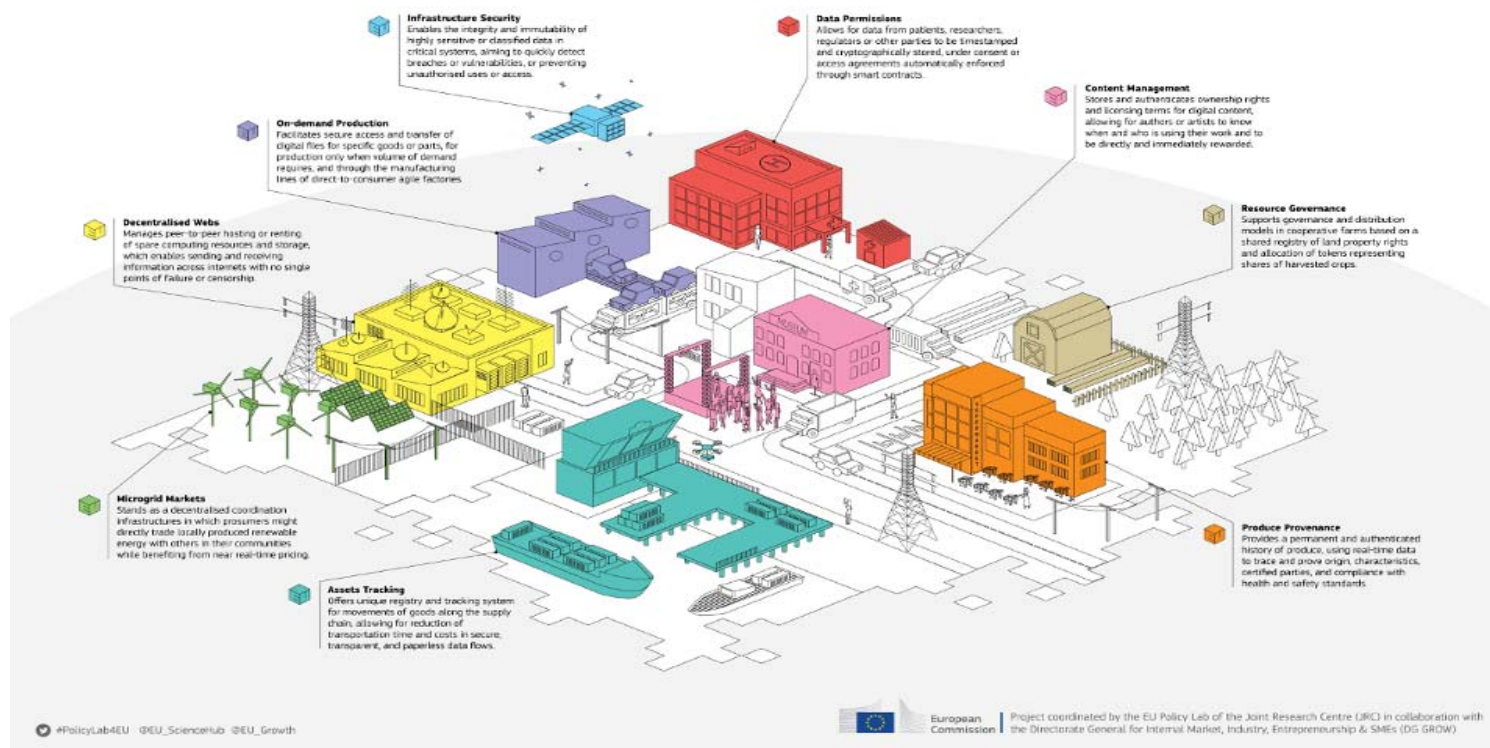 Infrastructure Security
Enables the integrity and immutability of
highly sensitive or classified data in
critical systems, aiming to quickly detect
breaches or vulnerabilities, or preventing
unauthorised uses or access.
Data Permissions
Allows for data from patients, researchers,
regulators or other parties to be timestamped
and cryptographically stored, under consent or
access agreements automatically enforced
through smart contracts.
Content Management
Stores and authenticates ownership rights
and licensing terms for digital content,
allowing for authors or artists to know
when and who is using their work and to
be directly and immediately rewarded.
On-demand Production
Facilitates secure access and transfer of
digital files for specific goods or parts, for
production only when volume of demand
requires, and through the manufacturing
lines of direct-to-consumer agile factories.
Decentralised Webs
Manages peer-to-peer hosting or renting
of spare computing resources and storage,
which enables sending and receiving
information across internets with no single
points of failure or censorship.
Resource Governance
Supports governance and distribution
models in cooperative farms based on a
shared registry of land property rights
and allocation of tokens representing
shares of harvested crops.
MUSEUM
Microgrid Markets
Stands as a decentralised coordination
infrastructures in which prosumers might
directly trade locally produced renewable
energy with others in their communities
while benefiting from near real-time pricing.
Produce Provenance
Provides a permanent and authenticated
history of produce, using real-time data
to trace and prove origin, characteristics,
certified parties, and compliance with
health and safety standards.
Assets Tracking
Offers unique registry and tracking system
for movements of goods along the supply
chain, allowing for reduction of
transportation time and costs in secure,
transparent, and paperless data flows.
#PolicyLab4EU @EU_ScienceHub @EU_Growth
European
Commission
Project coordinated by the EU Policy Lab of the Joint Research Centre (JRC) in collaboration with
the Directorate General for Internal Market, Industry, Entrepreneurship & SMEs (DG GROW)